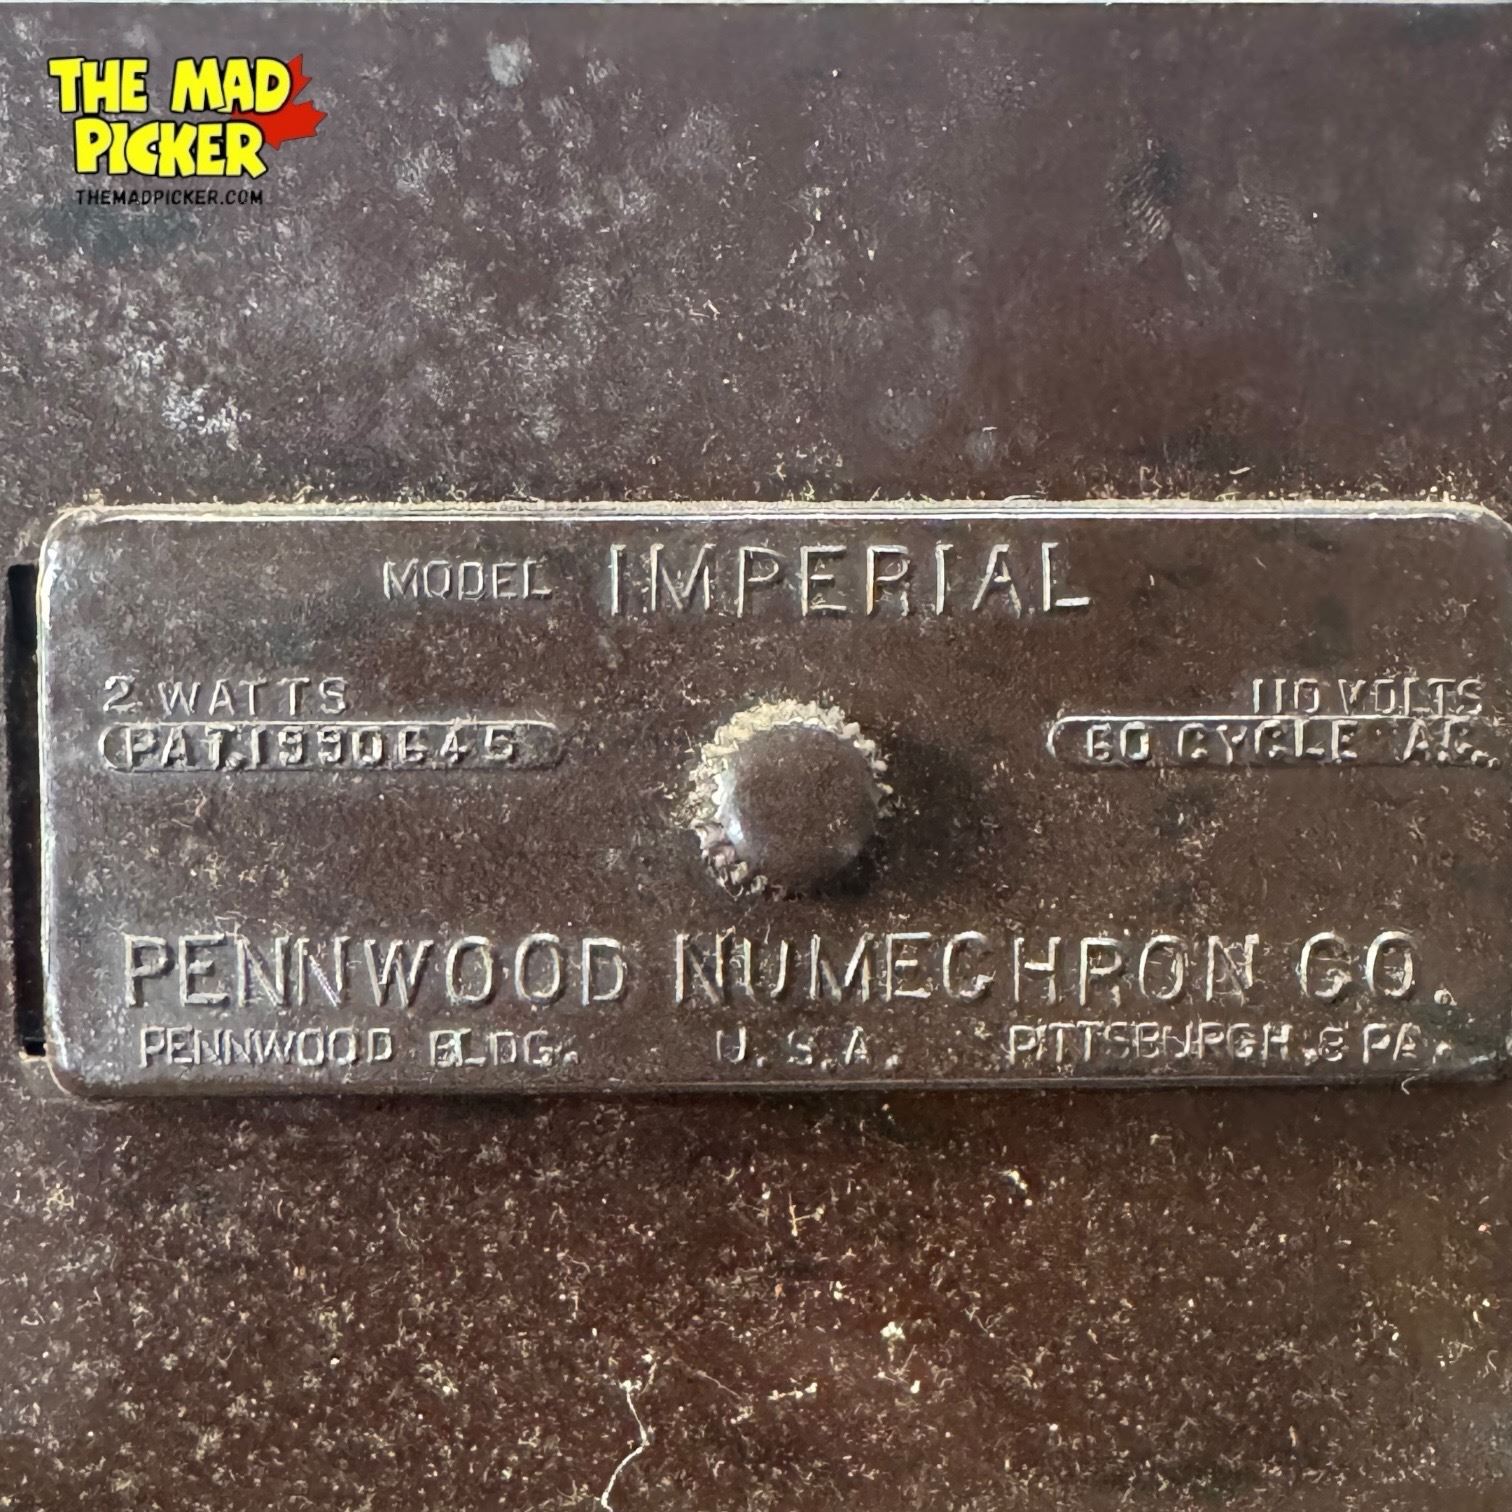 THE MAD
PICKER
THEMADPICKER.COM
MODEL IMPERIAL
2 WATTS
110 VOLTS
PAT. 1990645
60 CYCLE A.C.
PENNWOOD NUMECHRON CO.
PENNWOOD BLDG. U.S.A. PITTSBURGH 8 PA.